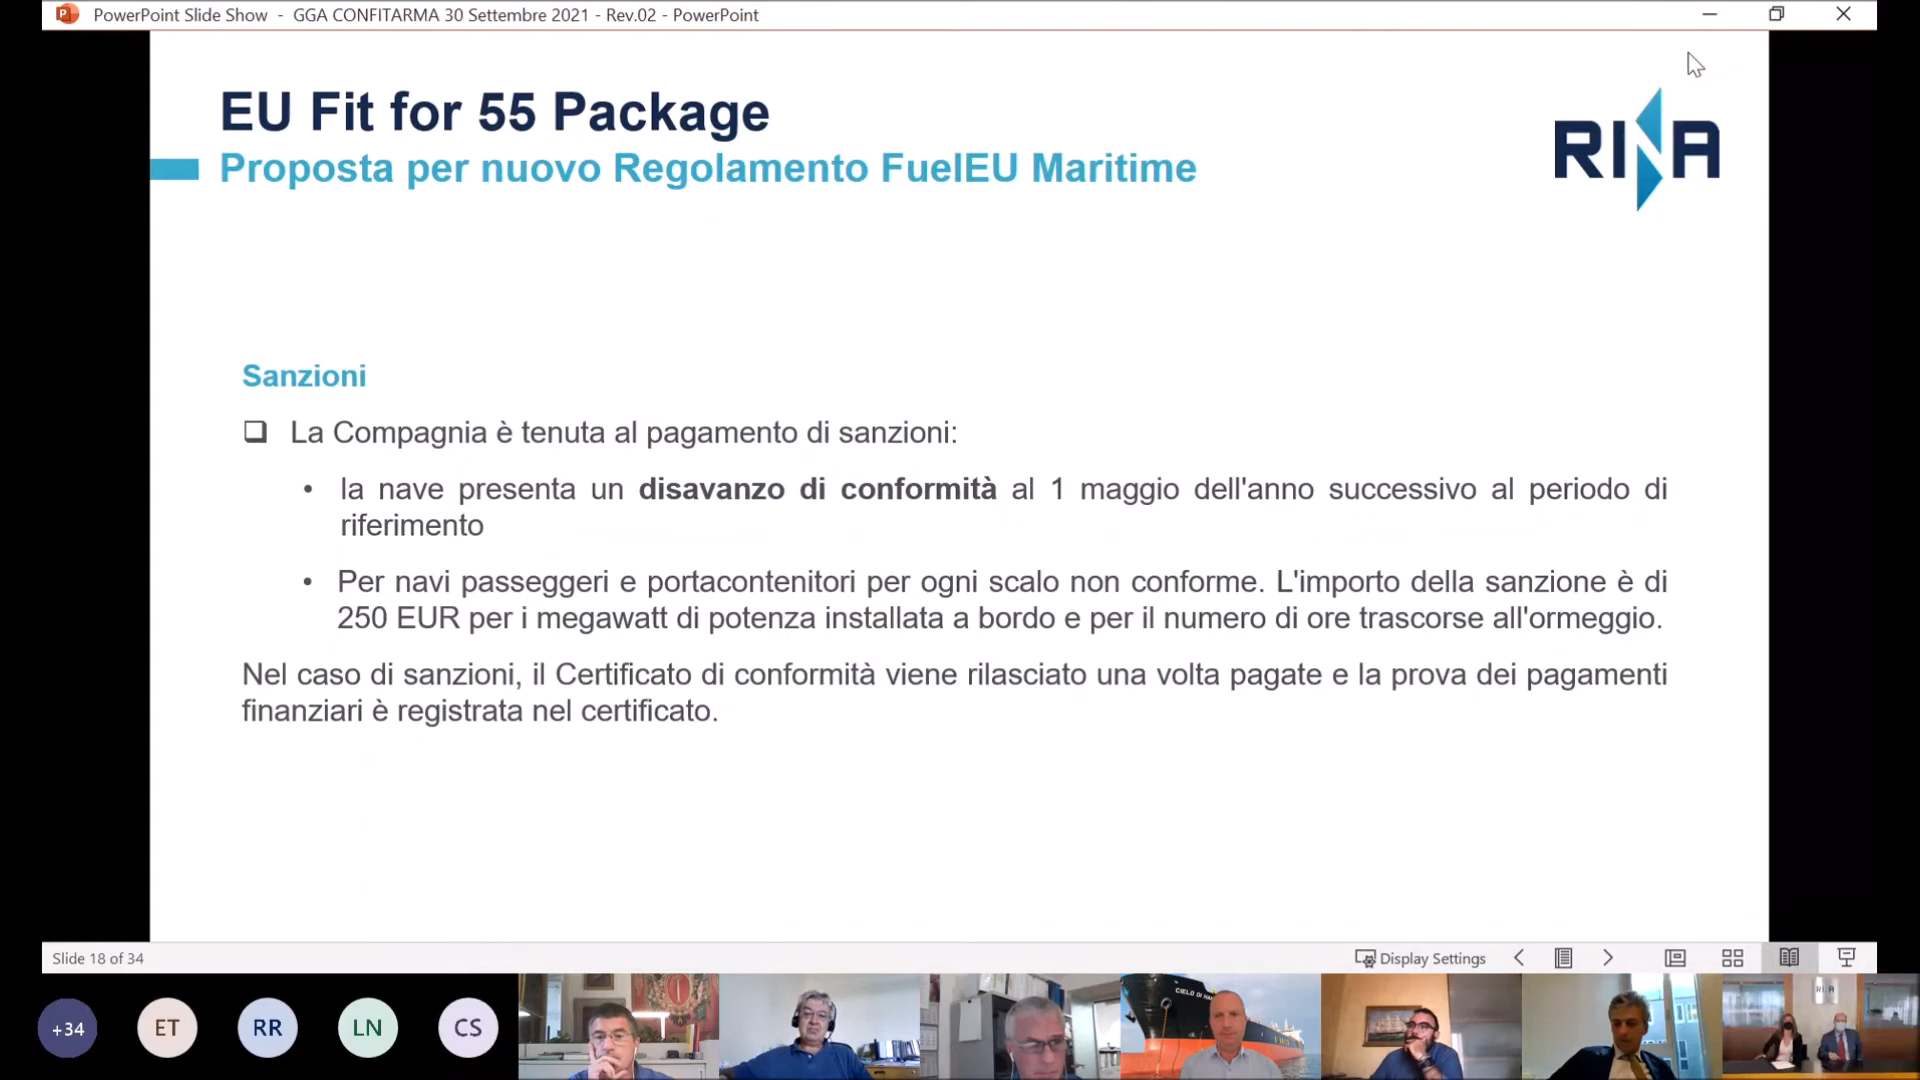 PowerPoint Slide Show - GGA CONFITARMA 30 Settembre 2021 - Rev.02 - PowerPoint
EU Fit for 55 Package
Proposta per nuovo Regolamento FuelEU Maritime
RINA
Sanzioni
La Compagnia è tenuta al pagamento di sanzioni:
• la nave presenta un disavanzo di conformità al 1 maggio dell'anno successivo al periodo di
riferimento
• Per navi passeggeri e portacontenitori per ogni scalo non conforme. L'importo della sanzione è di
250 EUR per i megawatt di potenza installata a bordo e per il numero di ore trascorse all'ormeggio.
Nel caso di sanzioni, il Certificato di conformità viene rilasciato una volta pagate e la prova dei pagamenti
finanziari è registrata nel certificato.
Slide 18 of 34
Display Settings
+34
ET
RR
LN
CS
CIELO DI
RINA